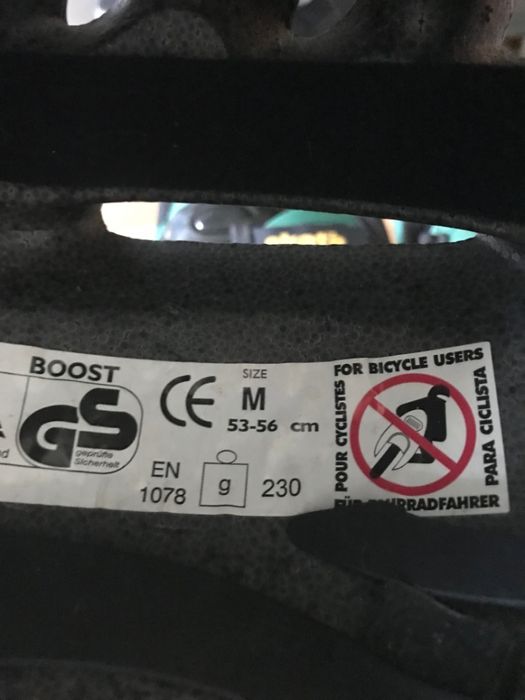 BOOST
GS
geprüfte
Sicherheit
CE
EN
1078
SIZE
M
53-56 cm
g 230
FOR BICYCLE USERS
POUR CYCLISTES
PARA CICLISTA